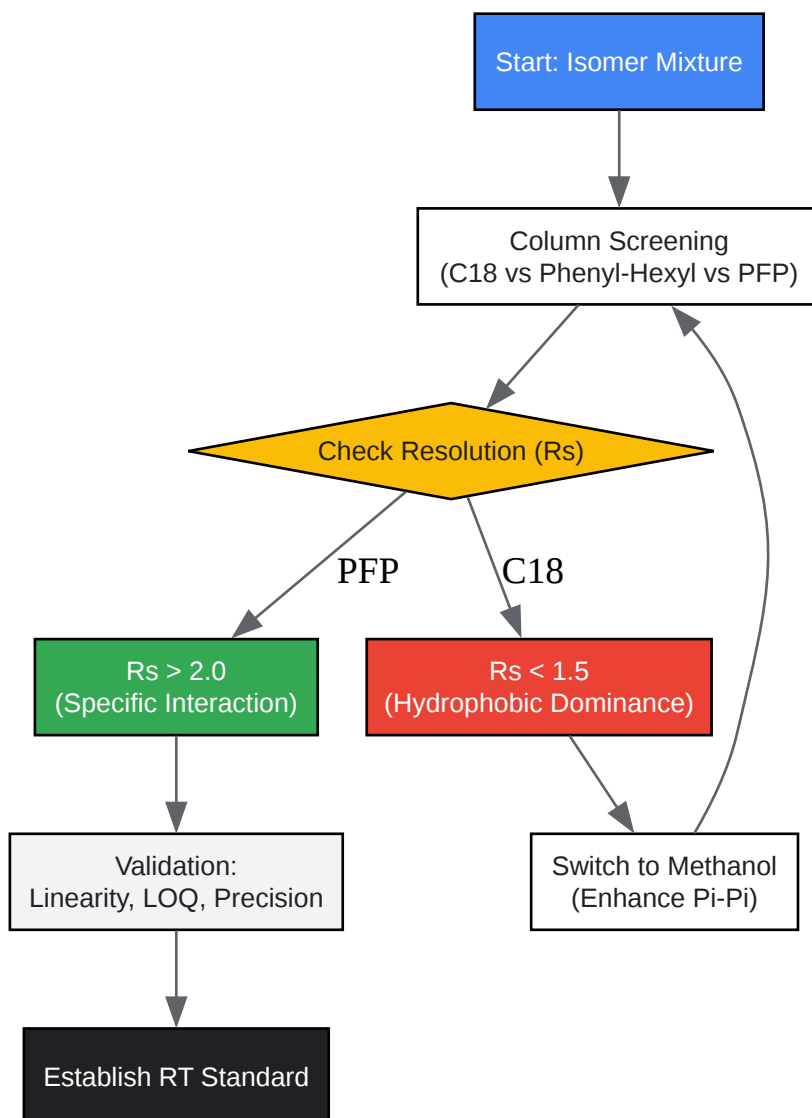 Start: Isomer Mixture
Column Screening
(C18 vs Phenyl-Hexyl vs PFP)
Check Resolution (Rs)
PFP
C18
Rs > 2.0
(Specific Interaction)
Rs < 1.5
(Hydrophobic Dominance)
Validation:
Linearity, LOQ, Precision
Switch to Methanol
(Enhance Pi-Pi)
Establish RT Standard